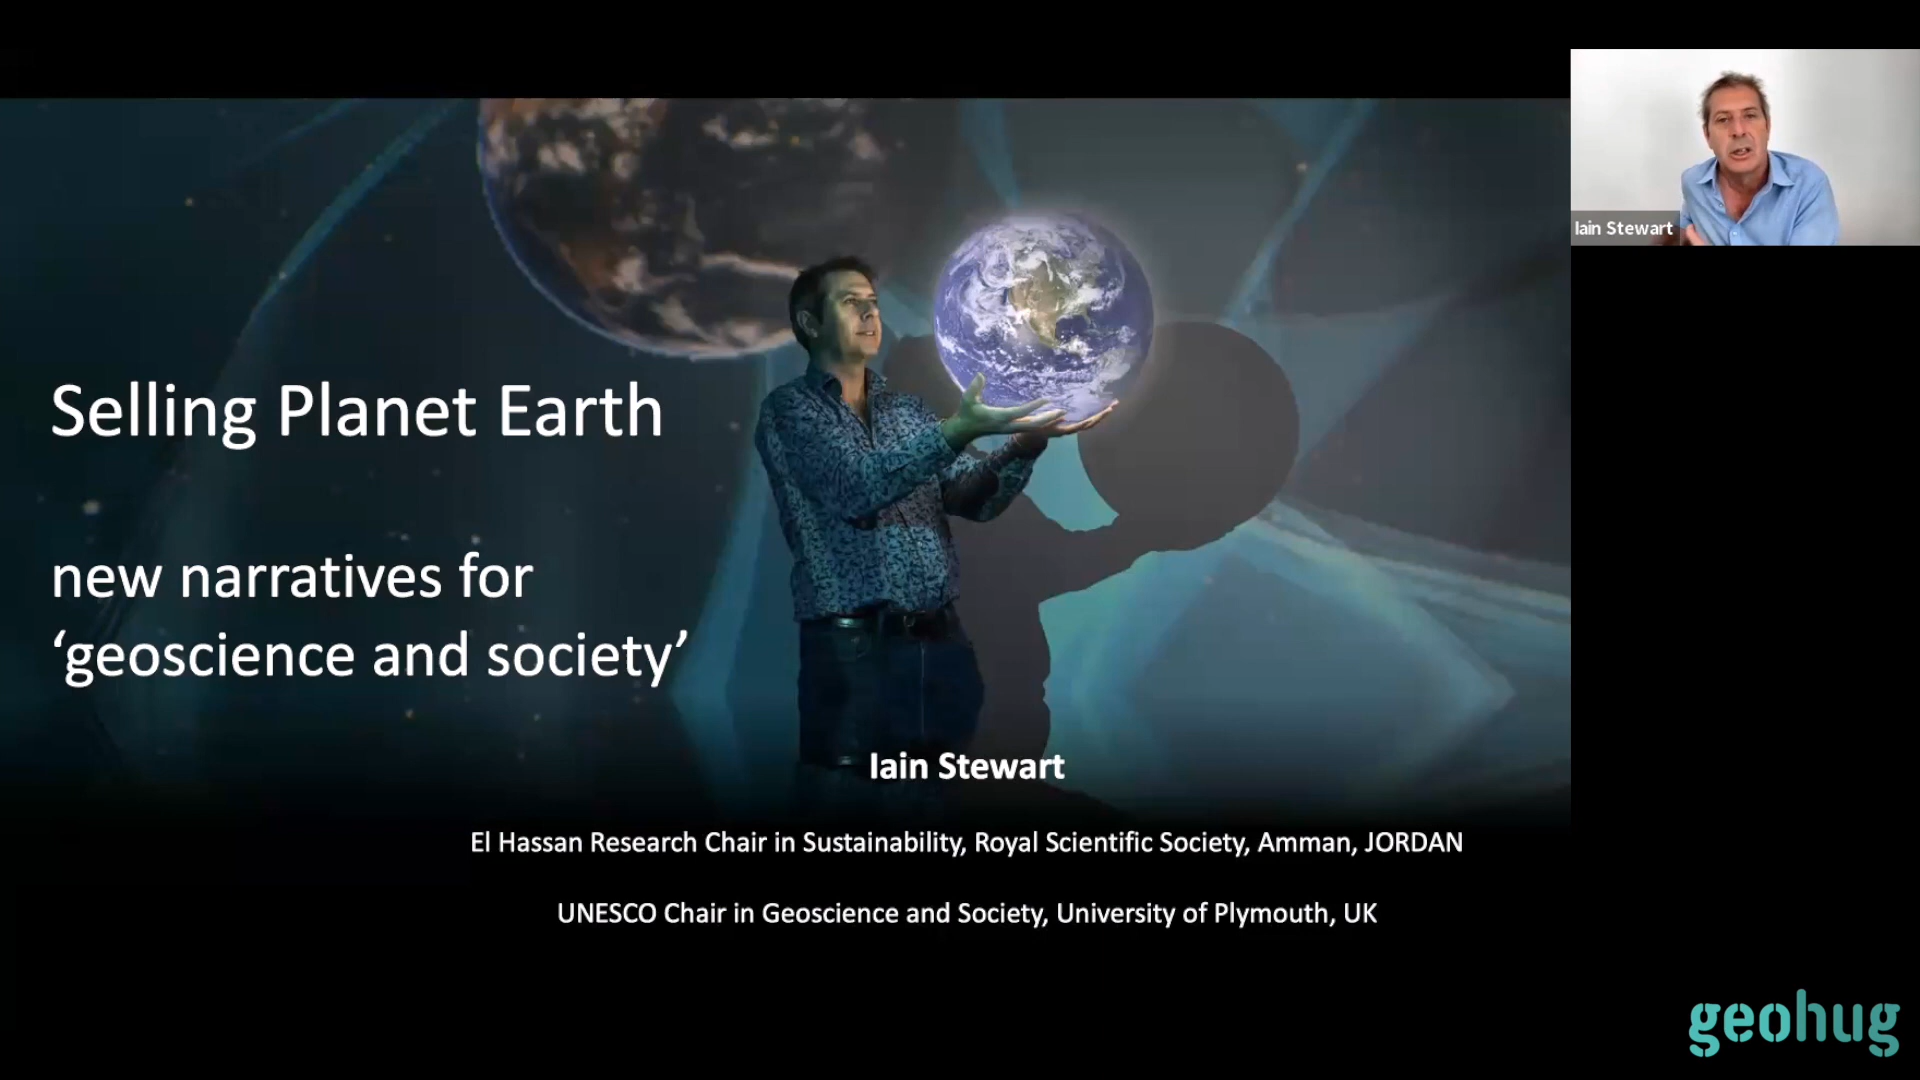 Iain Stewart
Selling Planet Earth
new narratives for
‘geoscience and society’
Iain Stewart
El Hassan Research Chair in Sustainability, Royal Scientific Society, Amman, JORDAN
UNESCO Chair in Geoscience and Society, University of Plymouth, UK
geohug